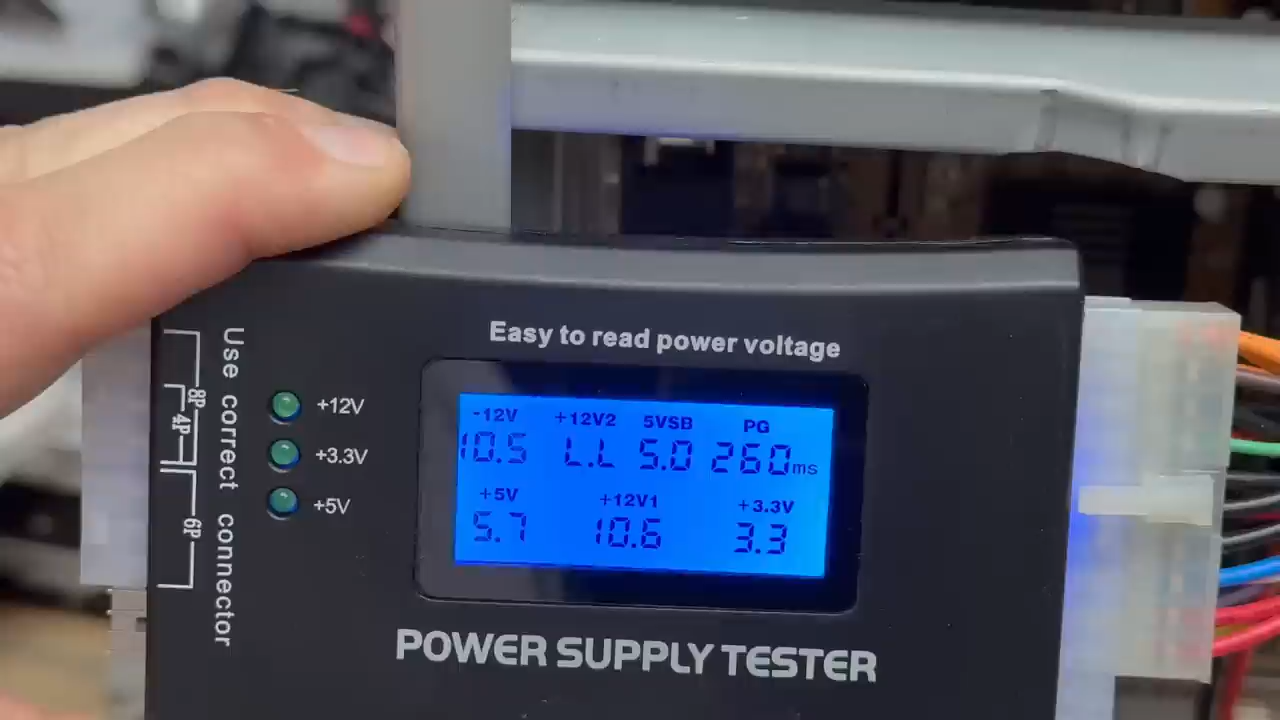 Easy to read power voltage
Use correct connector
8P
4P
6P
+12V
+3.3V
+5V
-12V +12V2 5VSB PG
10.5 LL 5.0 260ms
+5V +12V1 +3.3V
5.7 10.6 3.3
POWER SUPPLY TESTER